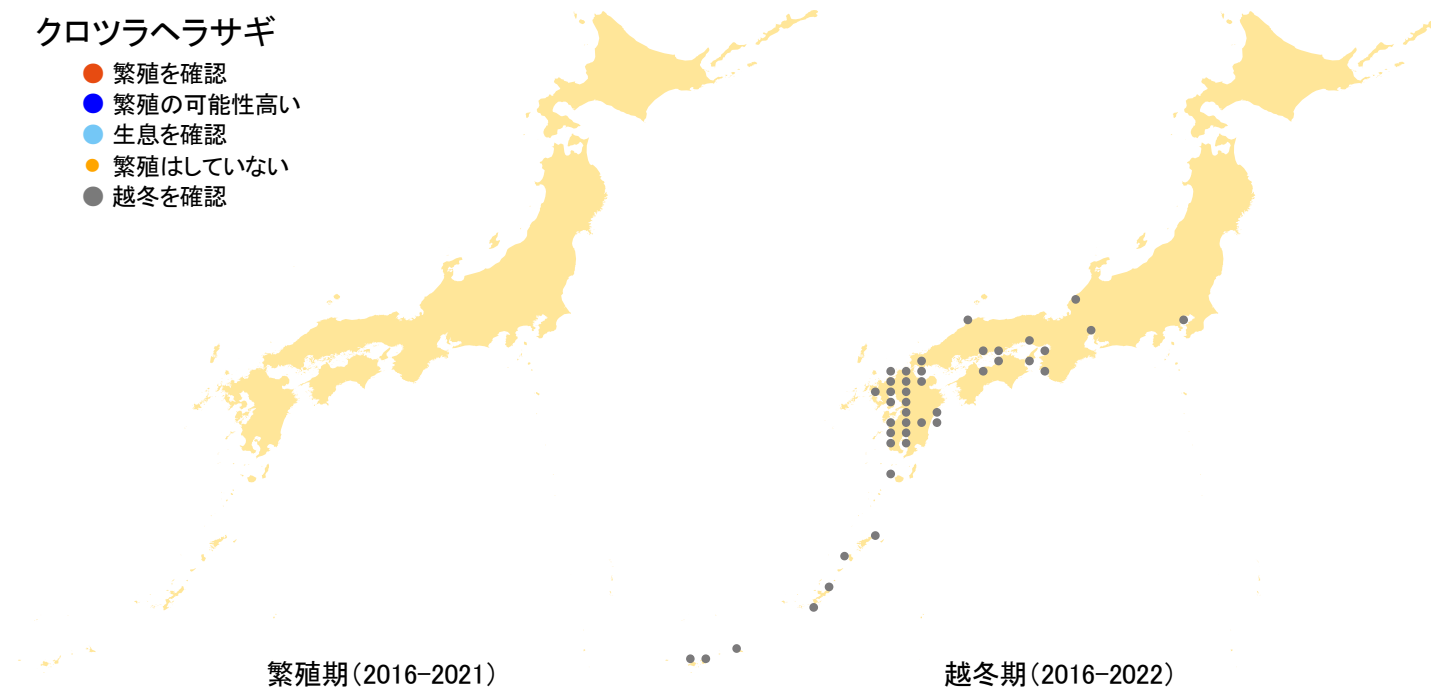 クロツラヘラサギ
繁殖を確認
繁殖の可能性高い
生息を確認
繁殖はしていない
越冬を確認
繁殖期(2016-2021)
越冬期(2016-2022)